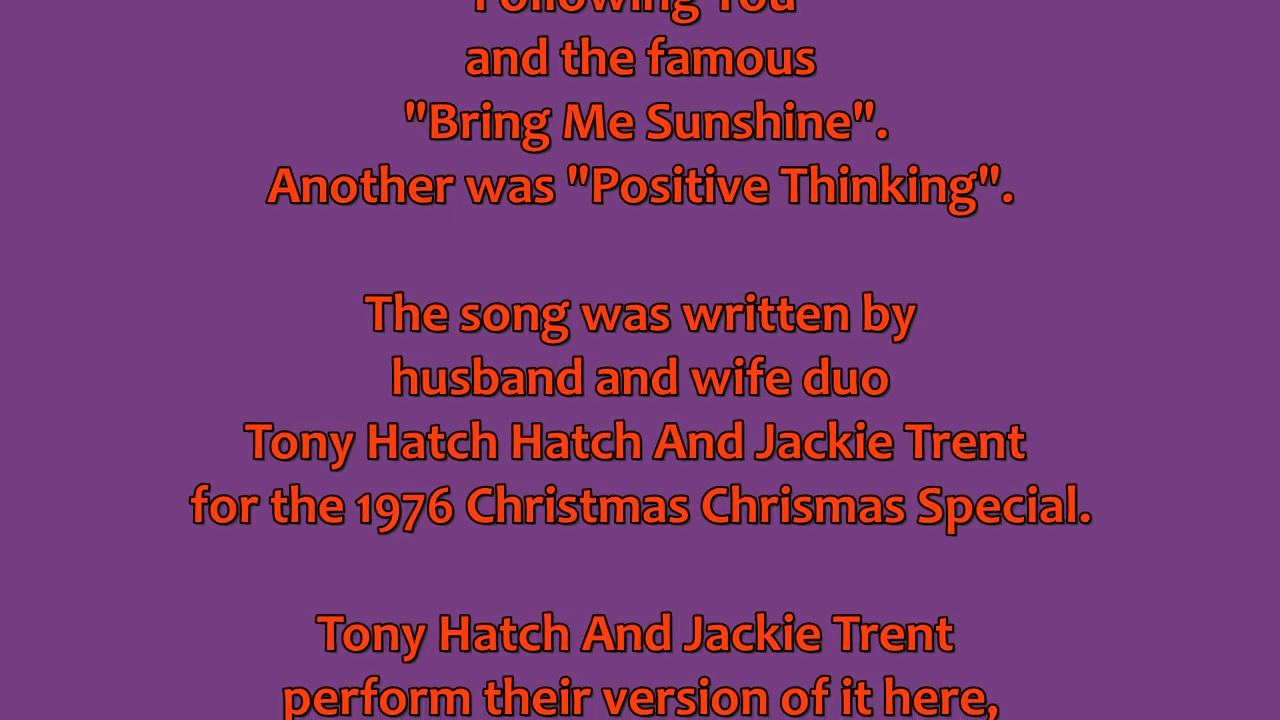 Following You
and the famous
"Bring Me Sunshine".
Another was "Positive Thinking".
The song was written by
husband and wife duo
Tony Hatch Hatch And Jackie Trent
for the 1976 Christmas Chrismas Special.
Tony Hatch And Jackie Trent
perform their version of it here,